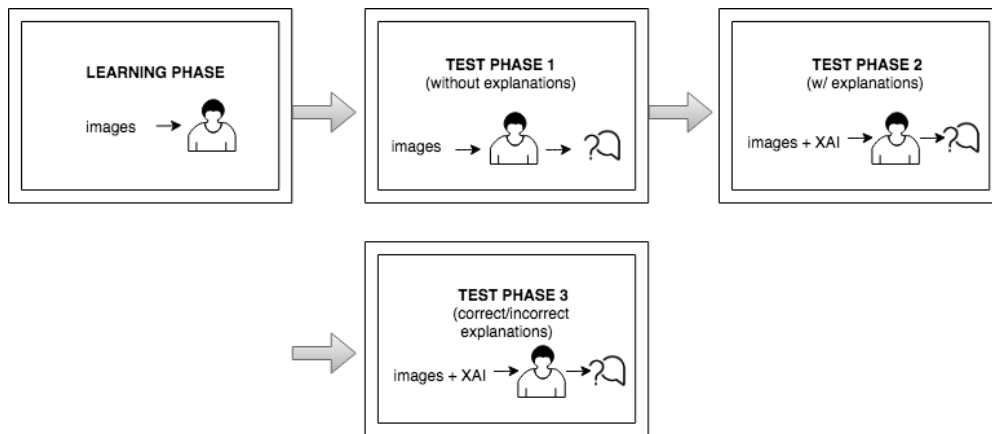 LEARNING PHASE
images
TEST PHASE 1
(without explanations)
images
?
TEST PHASE 2
(w/ explanations)
images + XAI
?
TEST PHASE 3
(correct/incorrect
explanations)
images + XAI
?